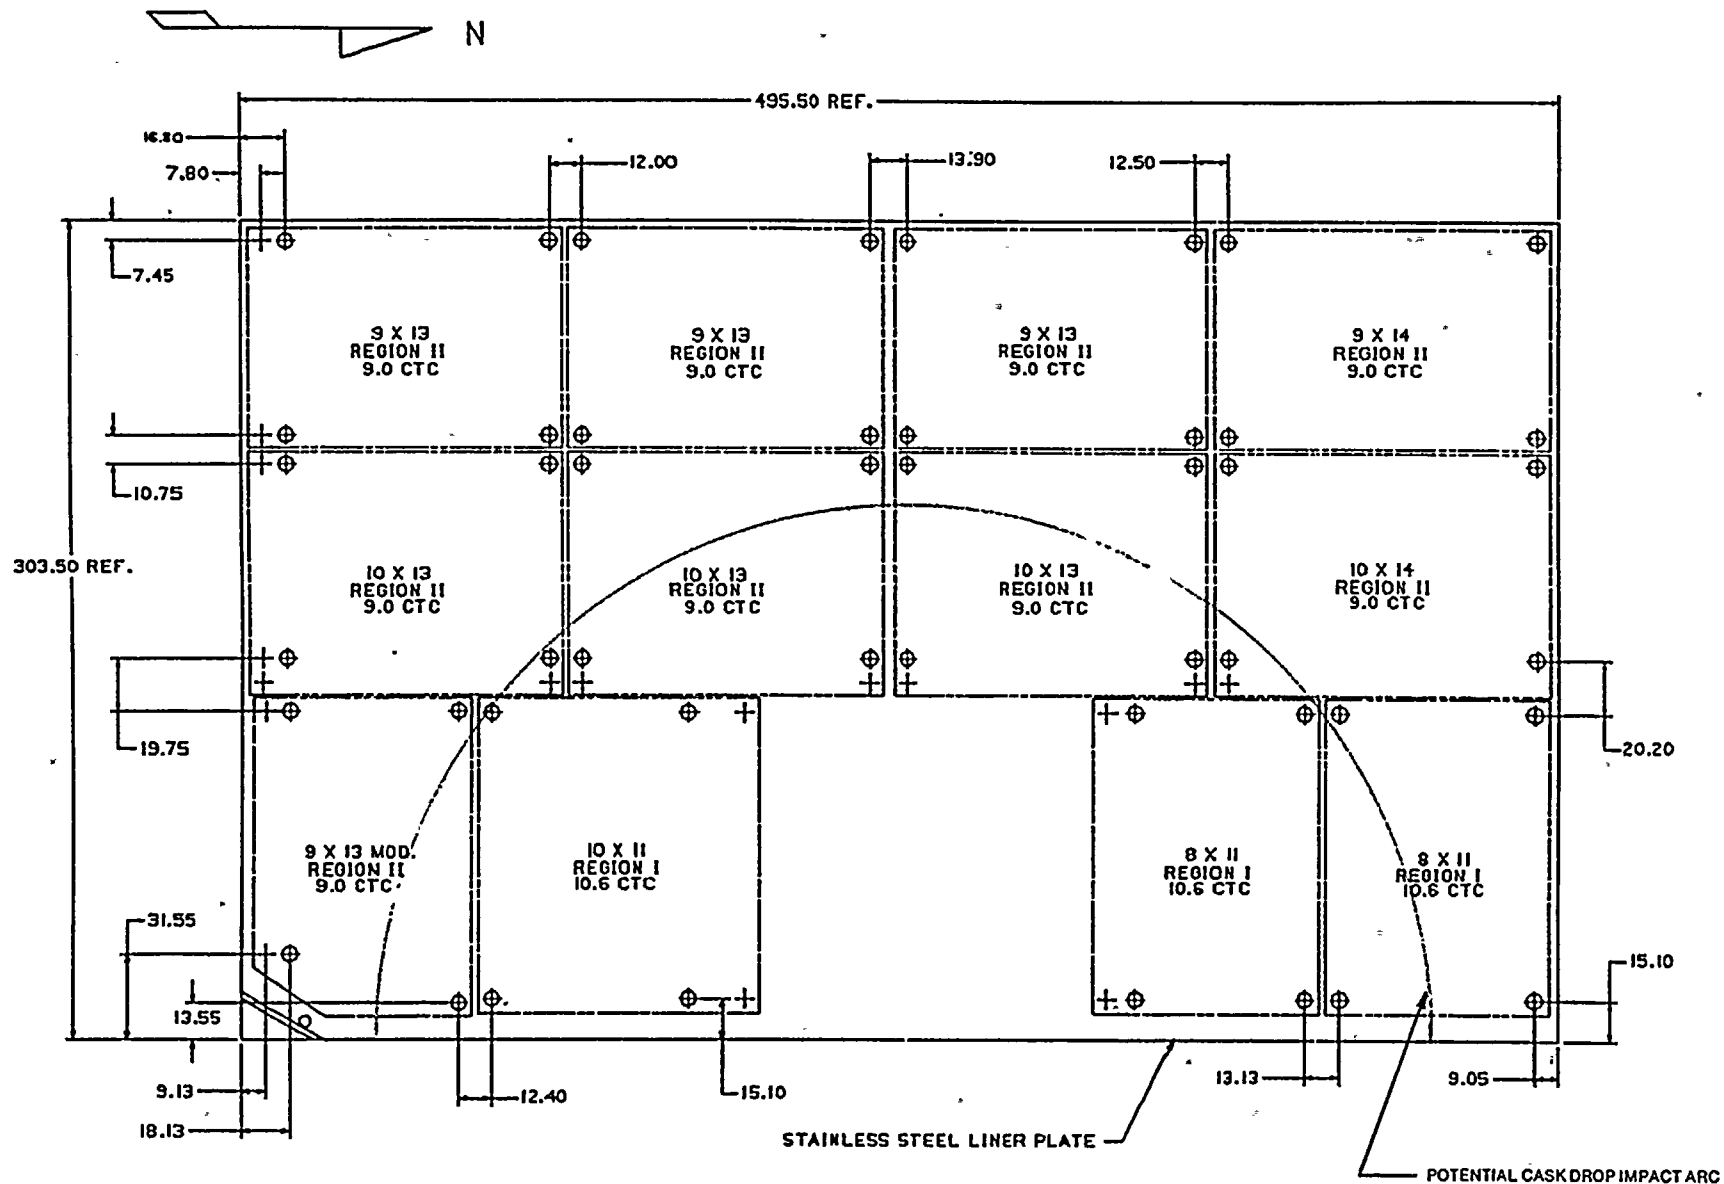 N
495.50 REF.
16.80
7.80
12.00
13.90
12.50
7.45
9 X 13
REGION II
9.0 CTC
9 X 13
REGION II
9.0 CTC
9 X 13
REGION II
9.0 CTC
9 X 14
REGION II
9.0 CTC
10.75
303.50 REF.
10 X 13
REGION II
9.0 CTC
10 X 13
REGION II
9.0 CTC
10 X 13
REGION II
9.0 CTC
10 X 14
REGION II
9.0 CTC
19.75
20.20
9 X 13 MOD.
REGION II
9.0 CTC
10 X 11
REGION I
10.6 CTC
8 X 11
REGION I
10.6 CTC
8 X 11
REGION I
10.6 CTC
31.55
15.10
13.55
9.13
12.40
15.10
13.13
9.05
18.13
STAINLESS STEEL LINER PLATE
POTENTIAL CASK DROP IMPACT ARC